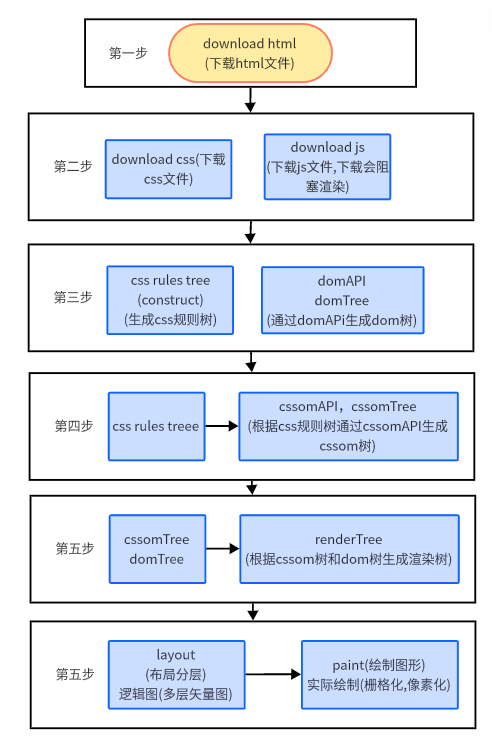 第一步
download html
(下载html文件)
第二步
download css(下载
css文件)
download js
(下载js文件,下载会阻
塞渲染)
第三步
css rules tree
(construct)
(生成css规则树)
domAPI
domTree
(通过domAPi生成dom树)
第四步
css rules treee
cssomAPI，cssomTree
(根据css规则树通过cssomAPI生成
cssom树)
第五步
cssomTree
domTree
renderTree
(根据cssom树和dom树生成渲染树)
第五步
layout
(布局分层)
逻辑图(多层矢量图)
paint(绘制图形)
实际绘制(栅格化,像素化)